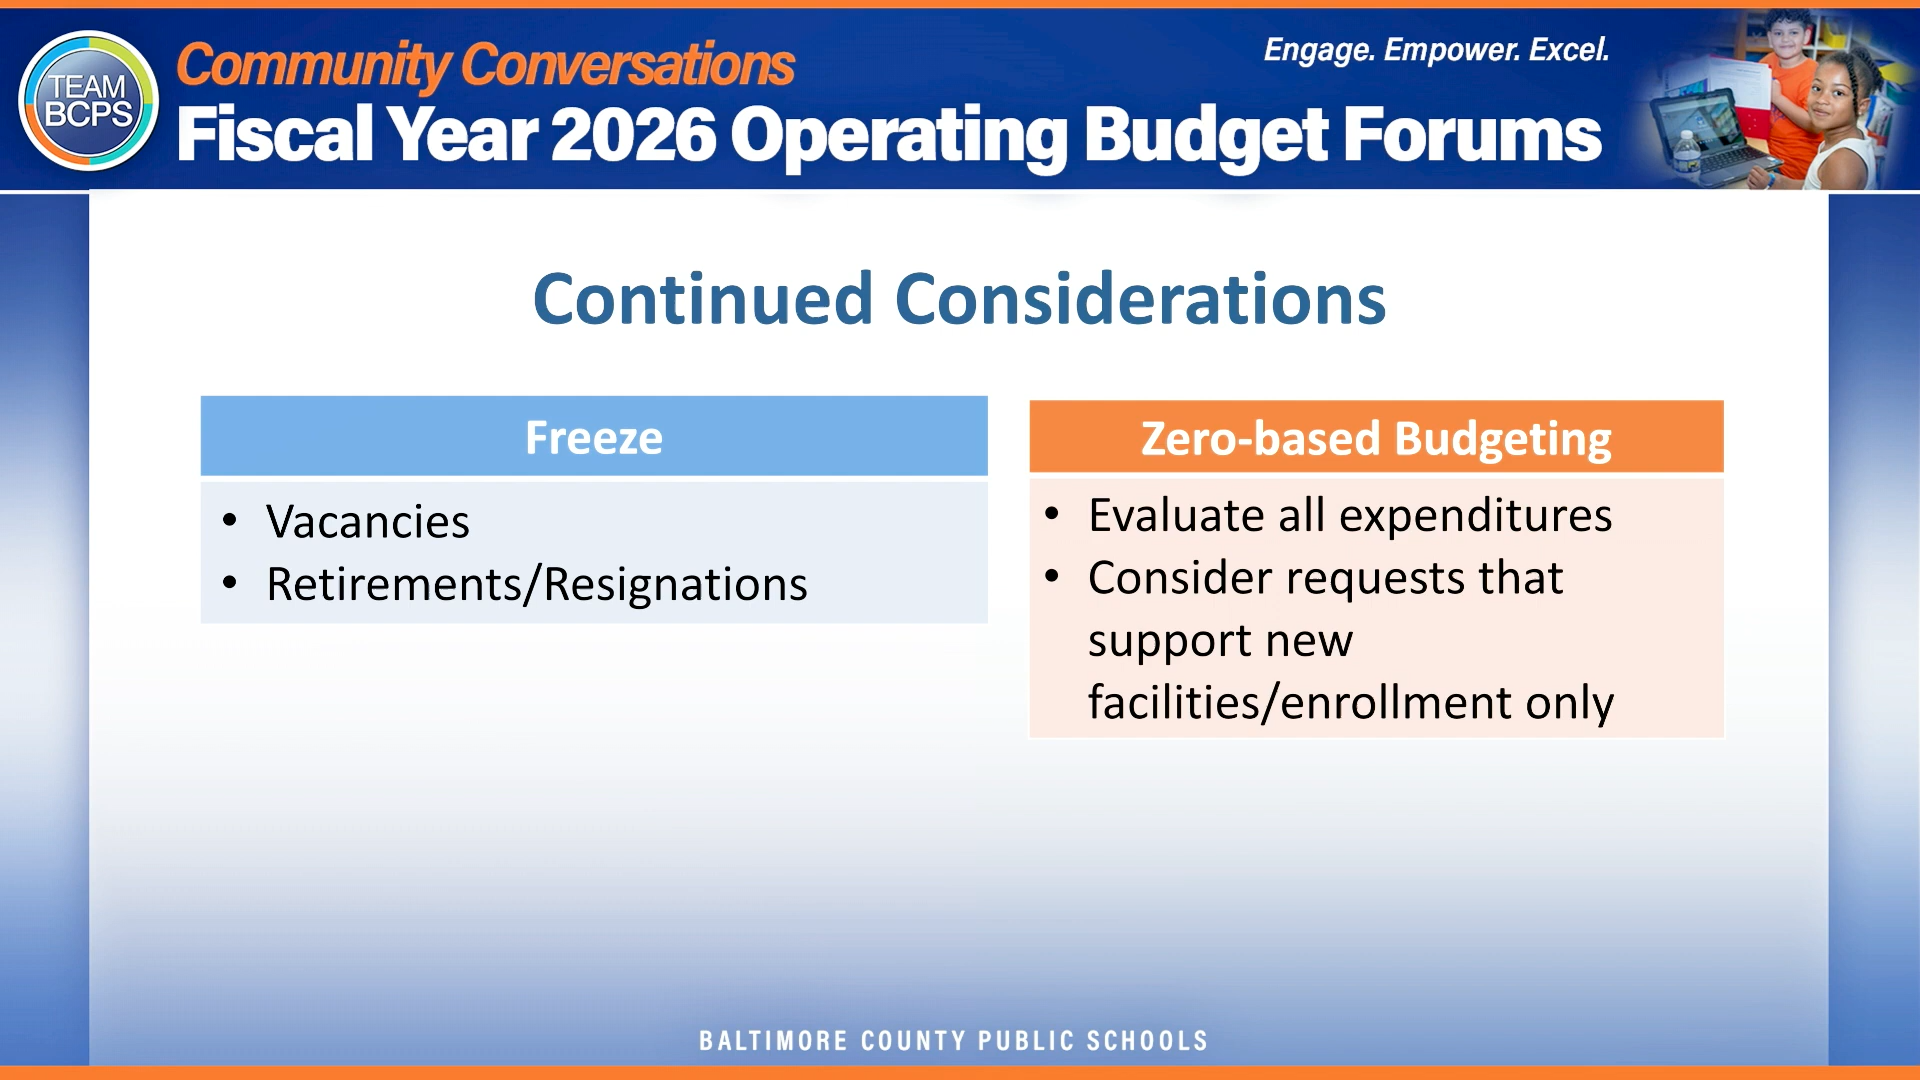 TEAM
BCPS
Community Conversations
Fiscal Year 2026 Operating Budget Forums
Engage. Empower. Excel.
Continued Considerations
Freeze
• Vacancies
• Retirements/Resignations
Zero-based Budgeting
• Evaluate all expenditures
• Consider requests that
support new
facilities/enrollment only
BALTIMORE COUNTY PUBLIC SCHOOLS